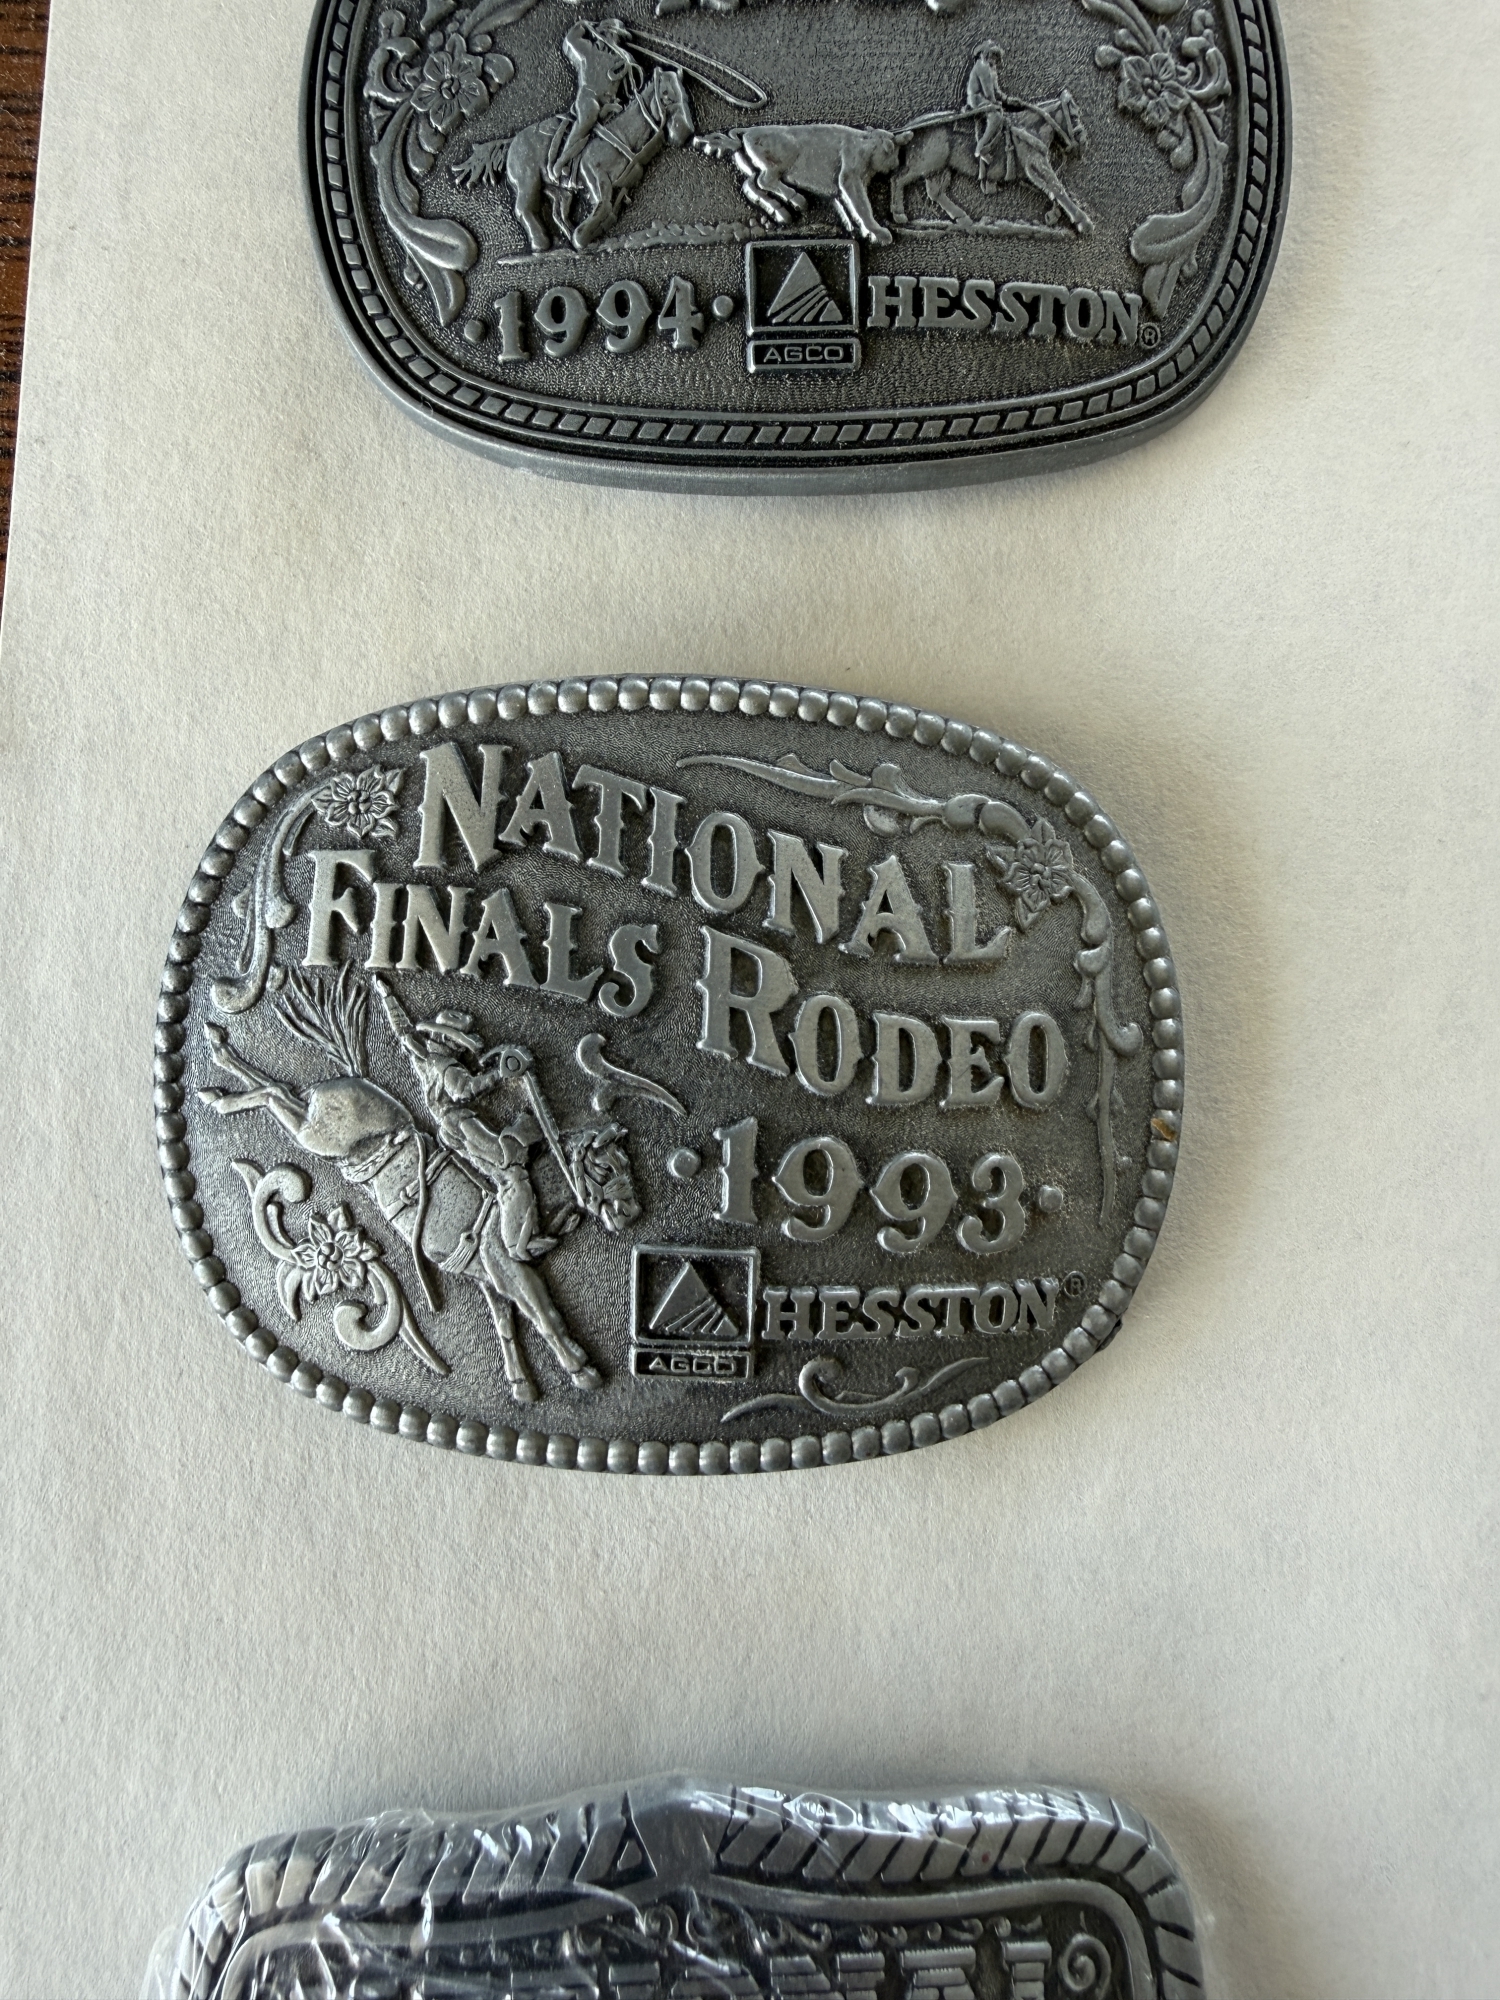 ·1994· HESSTON®
AGCO
NATIONAL
FINALS RODEO
·1993·
HESSTON®
AGCO